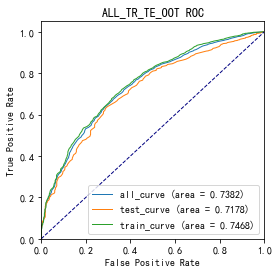 ALL_TR_TE_OOT ROC
True Positive Rate
1.0
0.8
0.6
0.4
0.2
0.0
all_curve (area = 0.7382)
test_curve (area = 0.7178)
train_curve (area = 0.7468)
0.0 0.2 0.4 0.6 0.8 1.0
False Positive Rate